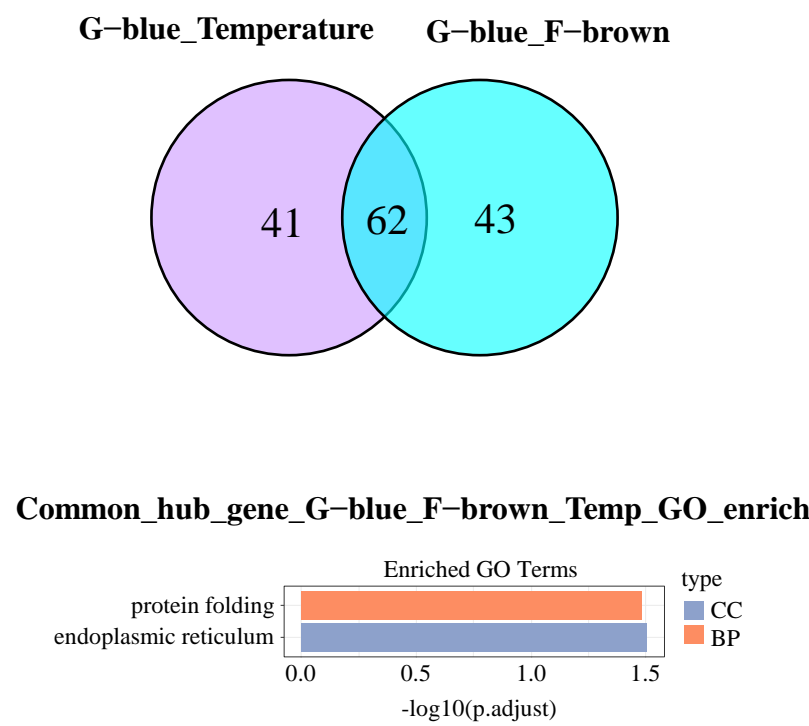 G−blue_Temperature G−blue_F−brown
41 62 43
Common_hub_gene_G−blue_F−brown_Temp_GO_enrich
Enriched GO Terms
type
protein folding
CC
endoplasmic reticulum
BP
0.0 0.5 1.0 1.5
-log10(p.adjust)